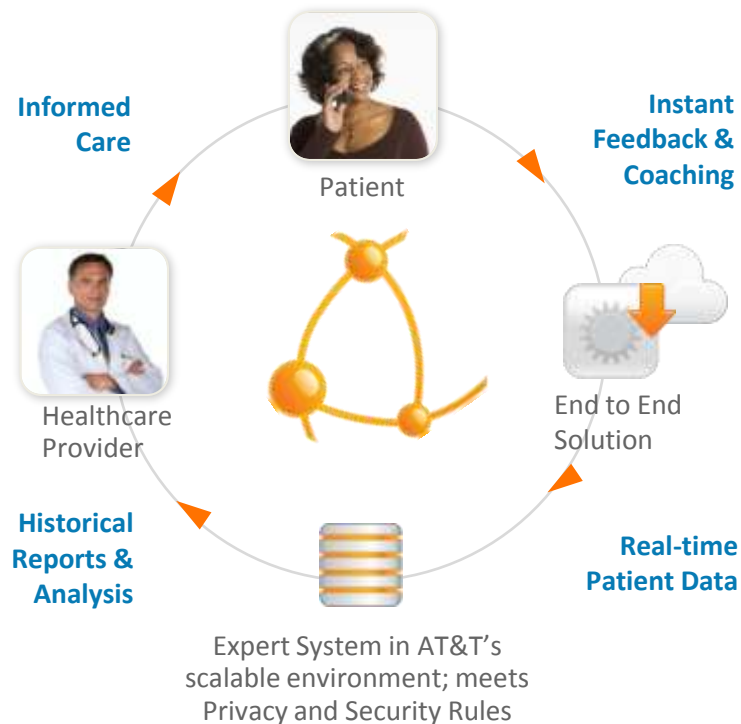 Informed
Care
Instant
Feedback &
Coaching
Patient
Healthcare
Provider
End to End
Solution
Historical
Reports &
Analysis
Real-time
Patient Data
Expert System in AT&T’s
scalable environment; meets
Privacy and Security Rules